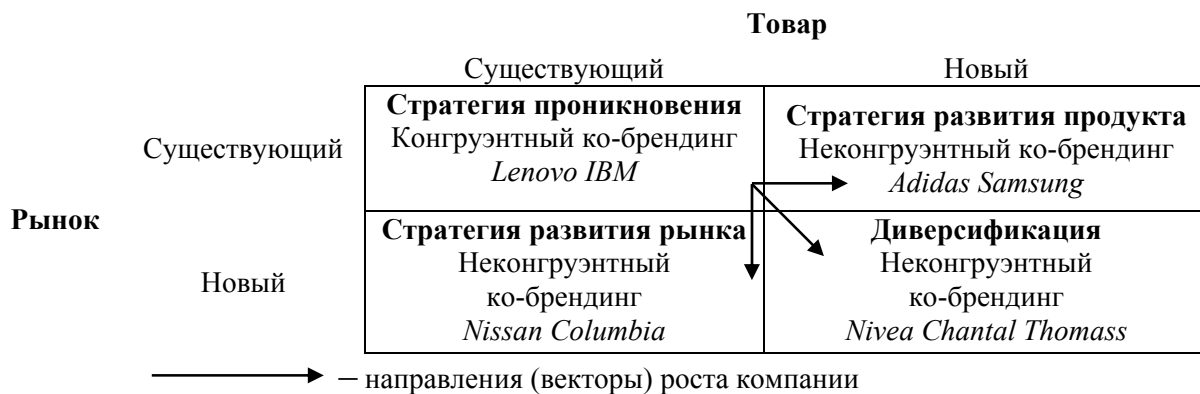 Товар
Существующий Новый
Стратегия проникновения
Конгруэнтный ко-брендинг
Lenovo IBM
Стратегия развития продукта
Неконгруэнтный ко-брендинг
Adidas Samsung
Существующий
Рынок
Стратегия развития рынка
Неконгруэнтный
ко-брендинг
Nissan Columbia
Диверсификация
Неконгруэнтный
ко-брендинг
Nivea Chantal Thomass
Новый
– направления (векторы) роста компании